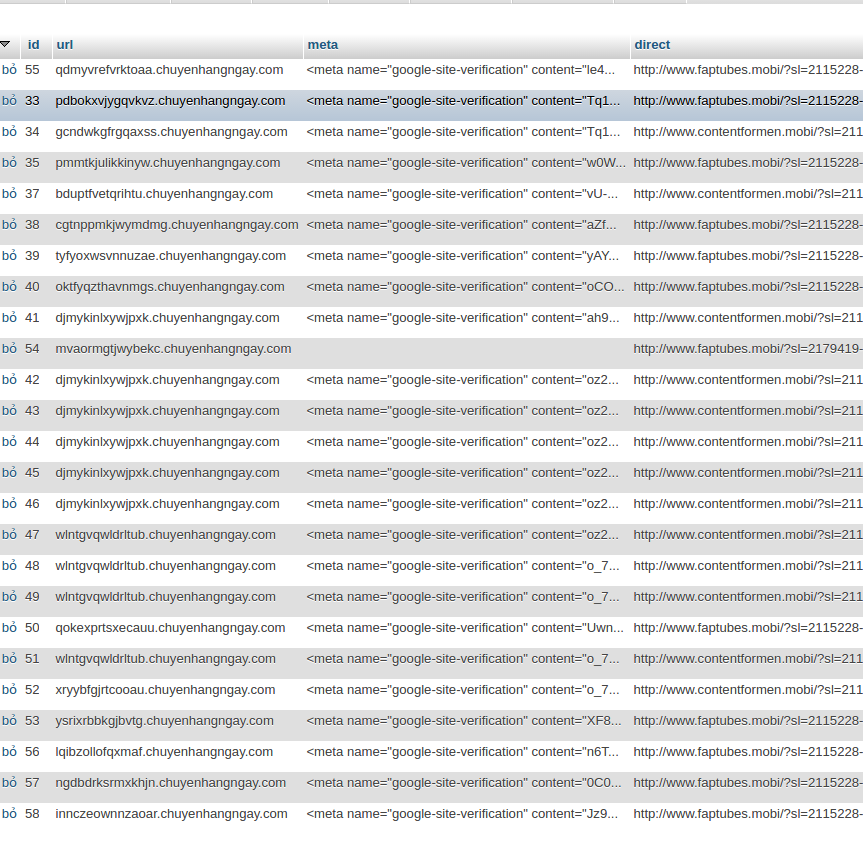 id url meta direct
bỏ 55 qdmyvrefvrktoaa.chuyenhangngay.com <meta name="google-site-verification" content="le4... http://www.faptubes.mobi/?sl=2115228-
bỏ 33 pdbokxvjygqvkvz.chuyenhangngay.com <meta name="google-site-verification" content="Tq1... http://www.faptubes.mobi/?sl=2115228-
bỏ 34 gcndwkgfrgqaxss.chuyenhangngay.com <meta name="google-site-verification" content="Tq1... http://www.contentformen.mobi/?sl=211
bỏ 35 pmmtkjulikkinyw.chuyenhangngay.com <meta name="google-site-verification" content="w0W... http://www.faptubes.mobi/?sl=2115228-
bỏ 37 bduptfvetqrihtu.chuyenhangngay.com <meta name="google-site-verification" content="vU-... http://www.contentformen.mobi/?sl=211
bỏ 38 cgtnppmkjwymdmg.chuyenhangngay.com <meta name="google-site-verification" content="aZf... http://www.faptubes.mobi/?sl=2115228-
bỏ 39 tyfyoxwsvnnuzae.chuyenhangngay.com <meta name="google-site-verification" content="yAY... http://www.faptubes.mobi/?sl=2115228-
bỏ 40 oktfyqzthavnmgs.chuyenhangngay.com <meta name="google-site-verification" content="oCO... http://www.faptubes.mobi/?sl=2115228-
bỏ 41 djmykinlxywjpxk.chuyenhangngay.com <meta name="google-site-verification" content="ah9... http://www.contentformen.mobi/?sl=211
bỏ 54 mvaormgtjwybekc.chuyenhangngay.com http://www.faptubes.mobi/?sl=2179419-
bỏ 42 djmykinlxywjpxk.chuyenhangngay.com <meta name="google-site-verification" content="oz2... http://www.contentformen.mobi/?sl=211
bỏ 43 djmykinlxywjpxk.chuyenhangngay.com <meta name="google-site-verification" content="oz2... http://www.contentformen.mobi/?sl=211
bỏ 44 djmykinlxywjpxk.chuyenhangngay.com <meta name="google-site-verification" content="oz2... http://www.contentformen.mobi/?sl=211
bỏ 45 djmykinlxywjpxk.chuyenhangngay.com <meta name="google-site-verification" content="oz2... http://www.contentformen.mobi/?sl=211
bỏ 46 djmykinlxywjpxk.chuyenhangngay.com <meta name="google-site-verification" content="oz2... http://www.contentformen.mobi/?sl=211
bỏ 47 wlntgvqwldrltub.chuyenhangngay.com <meta name="google-site-verification" content="oz2... http://www.contentformen.mobi/?sl=211
bỏ 48 wlntgvqwldrltub.chuyenhangngay.com <meta name="google-site-verification" content="o_7... http://www.contentformen.mobi/?sl=211
bỏ 49 wlntgvqwldrltub.chuyenhangngay.com <meta name="google-site-verification" content="o_7... http://www.contentformen.mobi/?sl=211
bỏ 50 qokexprtsxecauu.chuyenhangngay.com <meta name="google-site-verification" content="Uwn... http://www.faptubes.mobi/?sl=2115228-
bỏ 51 wlntgvqwldrltub.chuyenhangngay.com <meta name="google-site-verification" content="o_7... http://www.contentformen.mobi/?sl=211
bỏ 52 xryybfgjrtcooau.chuyenhangngay.com <meta name="google-site-verification" content="o_7... http://www.contentformen.mobi/?sl=211
bỏ 53 ysrixrbbkgjbvtg.chuyenhangngay.com <meta name="google-site-verification" content="XF8... http://www.faptubes.mobi/?sl=2115228-
bỏ 56 lqibzollofqxmaf.chuyenhangngay.com <meta name="google-site-verification" content="n6T... http://www.faptubes.mobi/?sl=2115228-
bỏ 57 ngdbdrksrmxkhjn.chuyenhangngay.com <meta name="google-site-verification" content="0C0... http://www.faptubes.mobi/?sl=2115228-
bỏ 58 innczeownnzaoar.chuyenhangngay.com <meta name="google-site-verification" content="Jz9... http://www.faptubes.mobi/?sl=2115228-